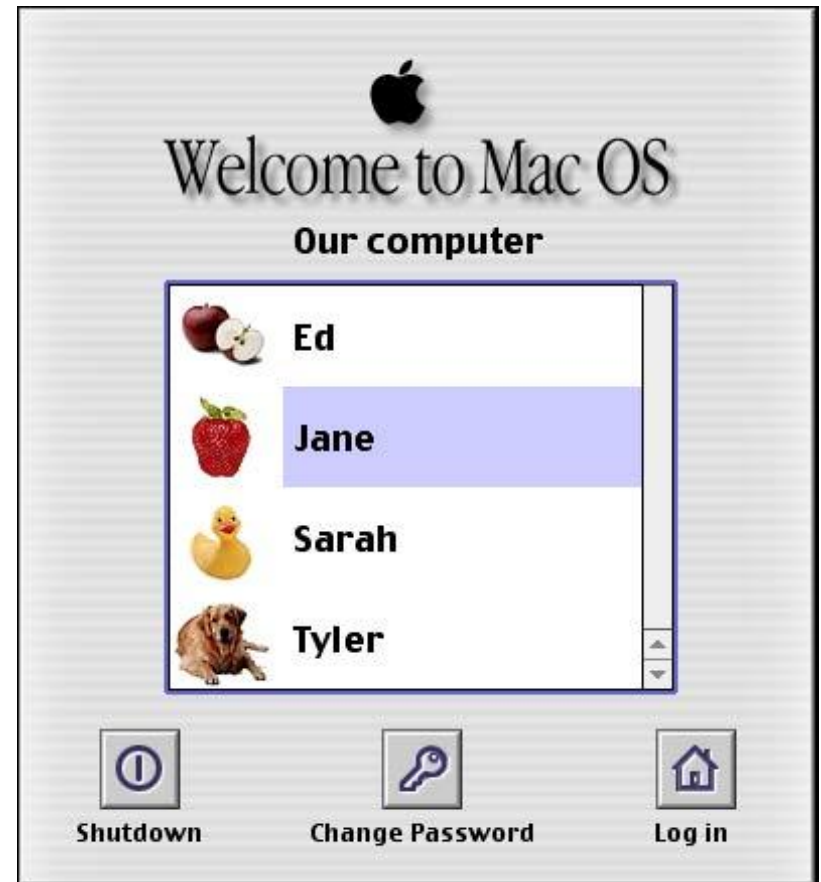 Welcome to Mac OS
Our computer
Ed
Jane
Sarah
Tyler
Shutdown
Change Password
Log in